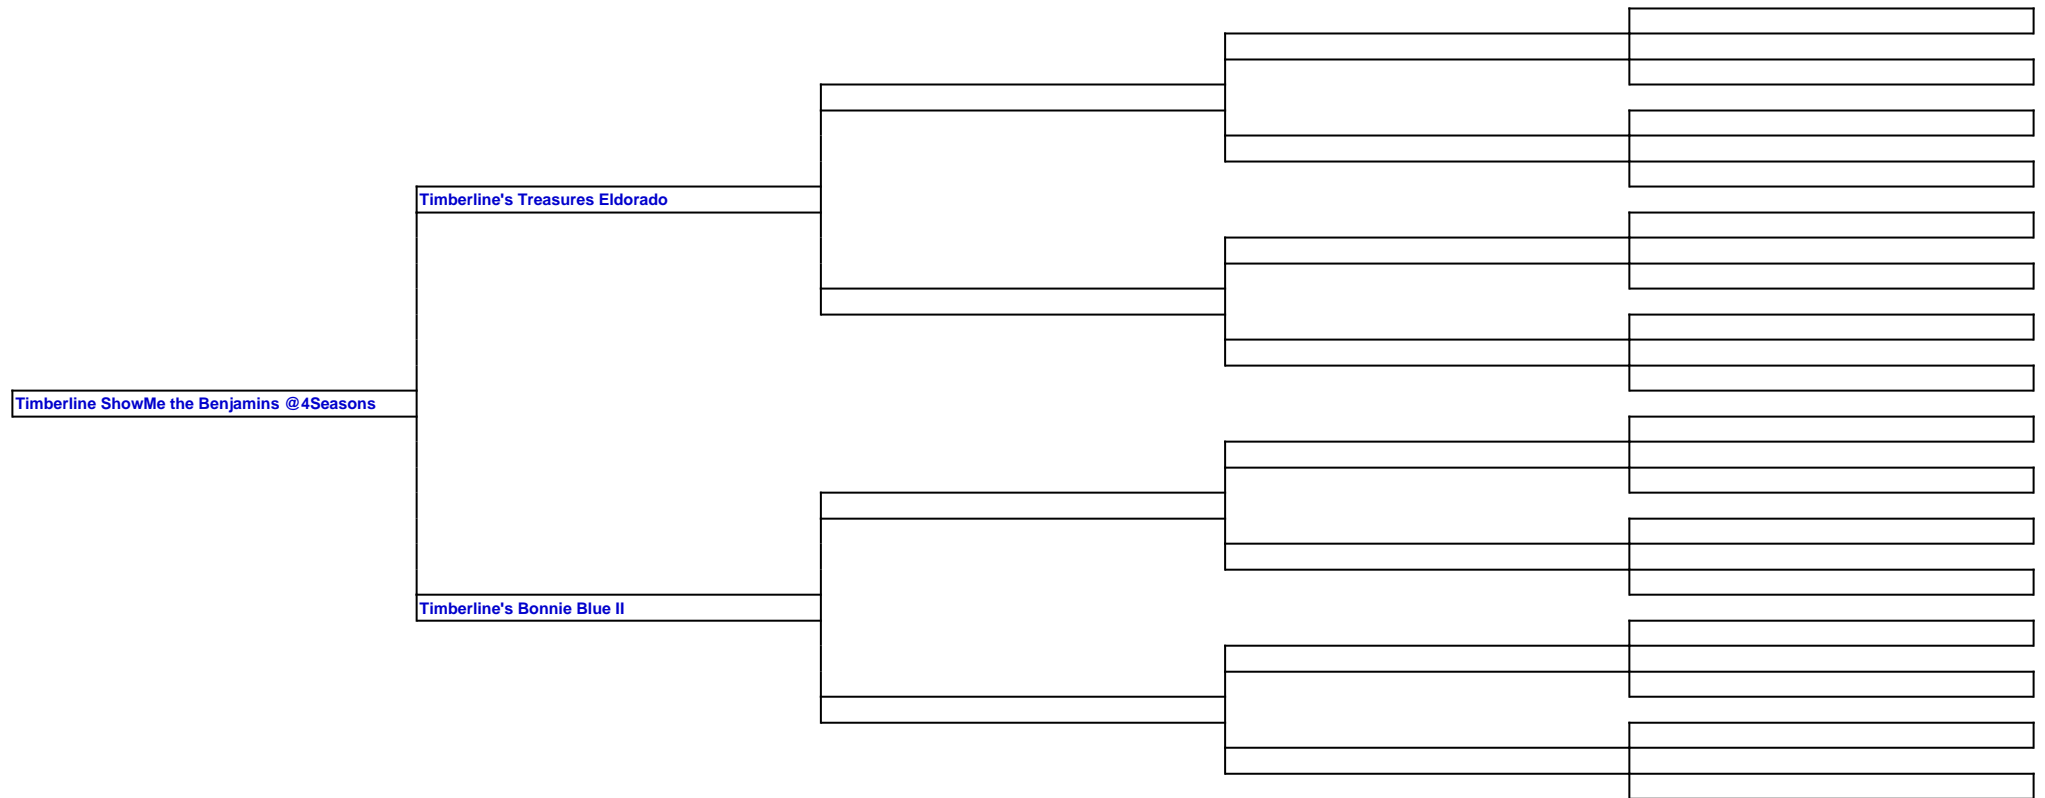 Timberline's Treasures Eldorado
Timberline ShowMe the Benjamins @4Seasons
Timberline's Bonnie Blue II